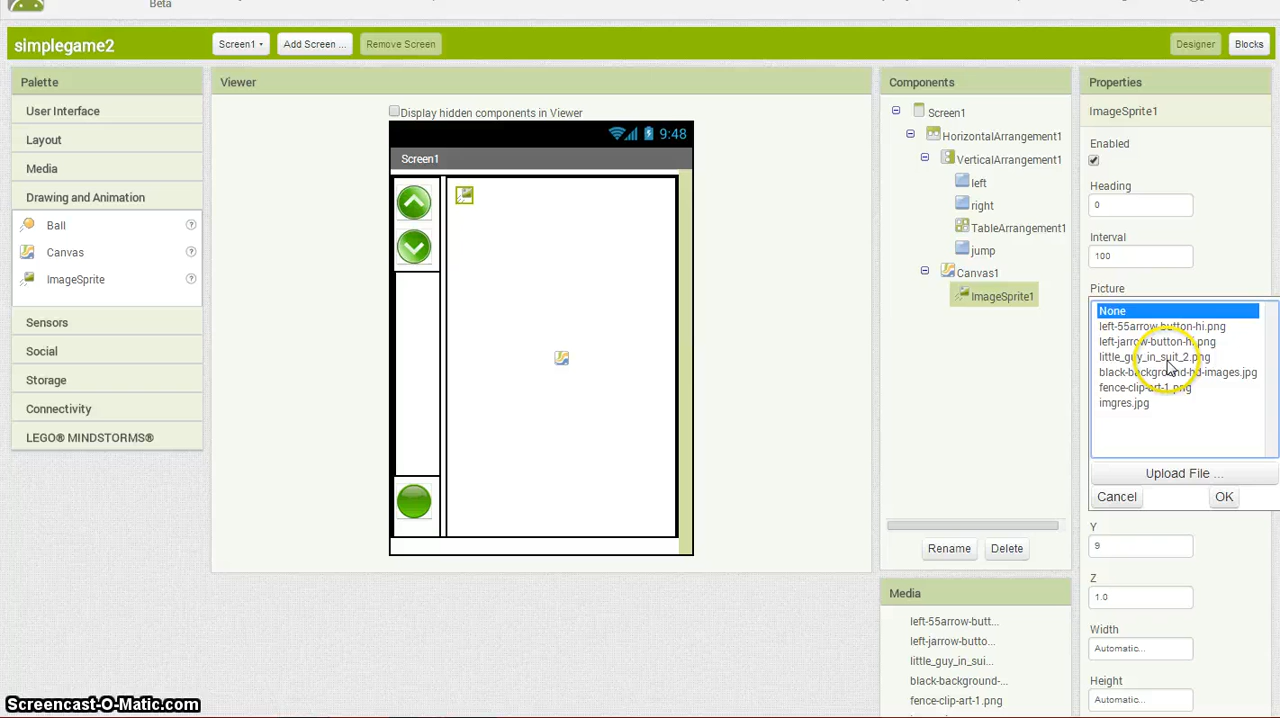 Beta
simplegame2
Screen1
Add Screen ...
Remove Screen
Designer
Blocks
Palette
User Interface
Layout
Media
Drawing and Animation
Ball
?
Canvas
?
ImageSprite
?
Sensors
Social
Storage
Connectivity
LEGO® MINDSTORMS®
Viewer
Display hidden components in Viewer
9:48
Screen1
Components
Screen1
HorizontalArrangement1
VerticalArrangement1
left
right
TableArrangement1
jump
Canvas1
ImageSprite1
Rename
Delete
Media
left-55arrow-butt...
left-jarrow-butto...
little_guy_in_sui...
black-background-...
fence-clip-art-1.png
Properties
ImageSprite1
Enabled
Heading
0
Interval
100
Picture
None
left-55arrow-button-hi.png
left-jarrow-button-hi.png
little_guy_in_suit_2.png
black-background-hd-images.jpg
fence-clip-art-1.png
imgres.jpg
Upload File ...
Cancel
OK
Y
9
Z
1.0
Width
Automatic...
Height
Automatic...
Screencast-O-Matic.com